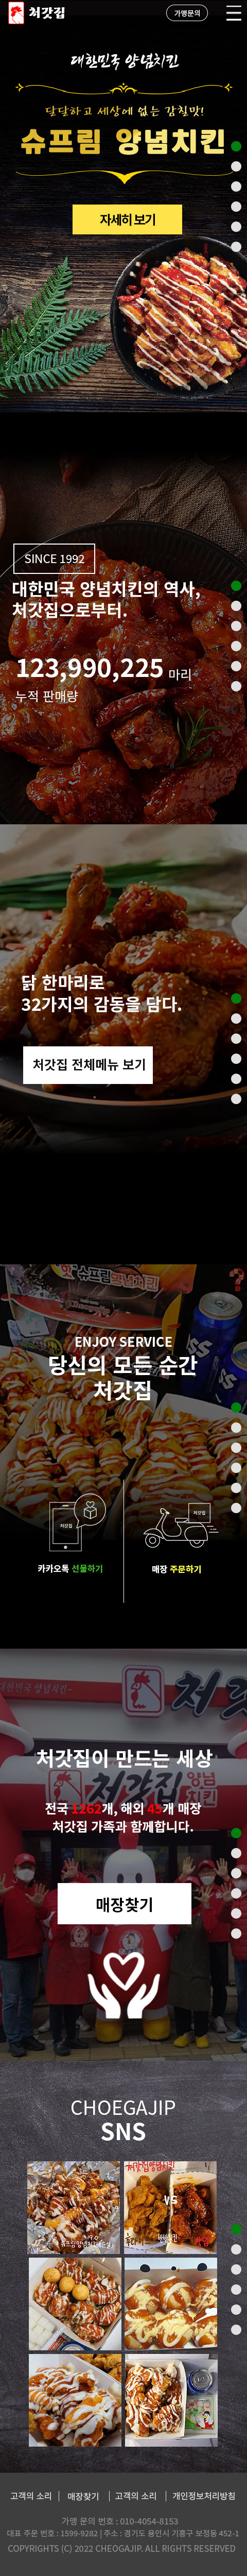 처갓집
가맹문의
대한민국 양념치킨
달달하고 세상에 없는 감칠맛!
슈프림 양념치킨
자세히 보기
SINCE 1992
대한민국 양념치킨의 역사,
처갓집으로부터.
123,990,225 마리
누적 판매량
닭 한마리로
32가지의 감동을 담다.
처갓집 전체메뉴 보기
ENJOY SERVICE
당신의 모든 순간
처갓집
처갓집
처갓집
카카오톡 선물하기
매장 주문하기
처갓집이 만드는 세상
전국 1262개, 해외 45개 매장
처갓집 가족과 함께합니다.
매장찾기
CHOEGAJIP
SNS
VS
고객의 소리 | 매장찾기 | 고객의 소리 | 개인정보처리방침
가맹 문의 번호 : 010-4054-8153
대표 주문 번호 : 1599-9282 | 주소 : 경기도 용인시 기흥구 보정동 452-1
COPYRIGHTS (C) 2022 CHEOGAJIP. ALL RIGHTS RESERVED